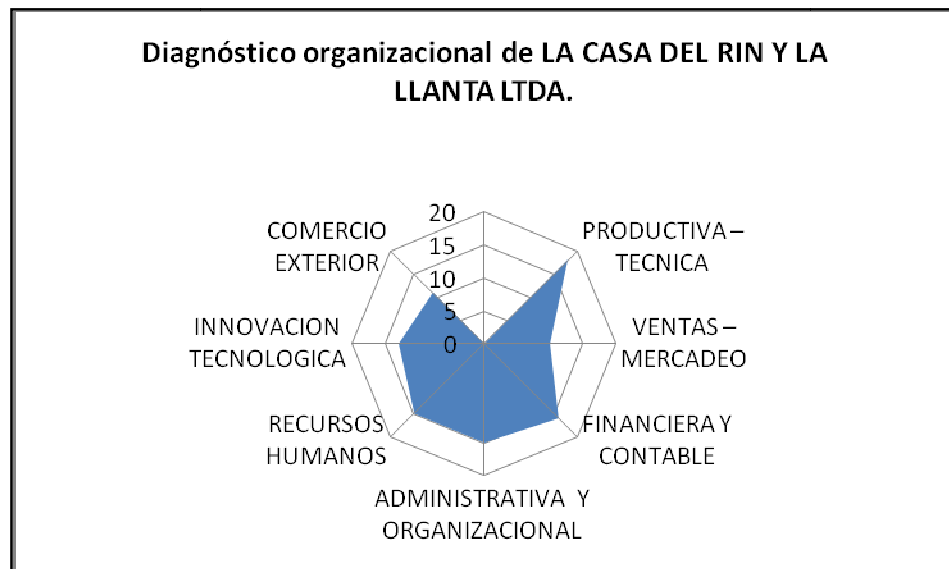 Diagnóstico organizacional de LA CASA DEL RIN Y LA
LLANTA LTDA.
20
15
10
5
0
PRODUCTIVA –
TECNICA
VENTAS –
MERCADEO
FINANCIERA Y
CONTABLE
ADMINISTRATIVA Y
ORGANIZACIONAL
RECURSOS
HUMANOS
INNOVACION
TECNOLOGICA
COMERCIO
EXTERIOR